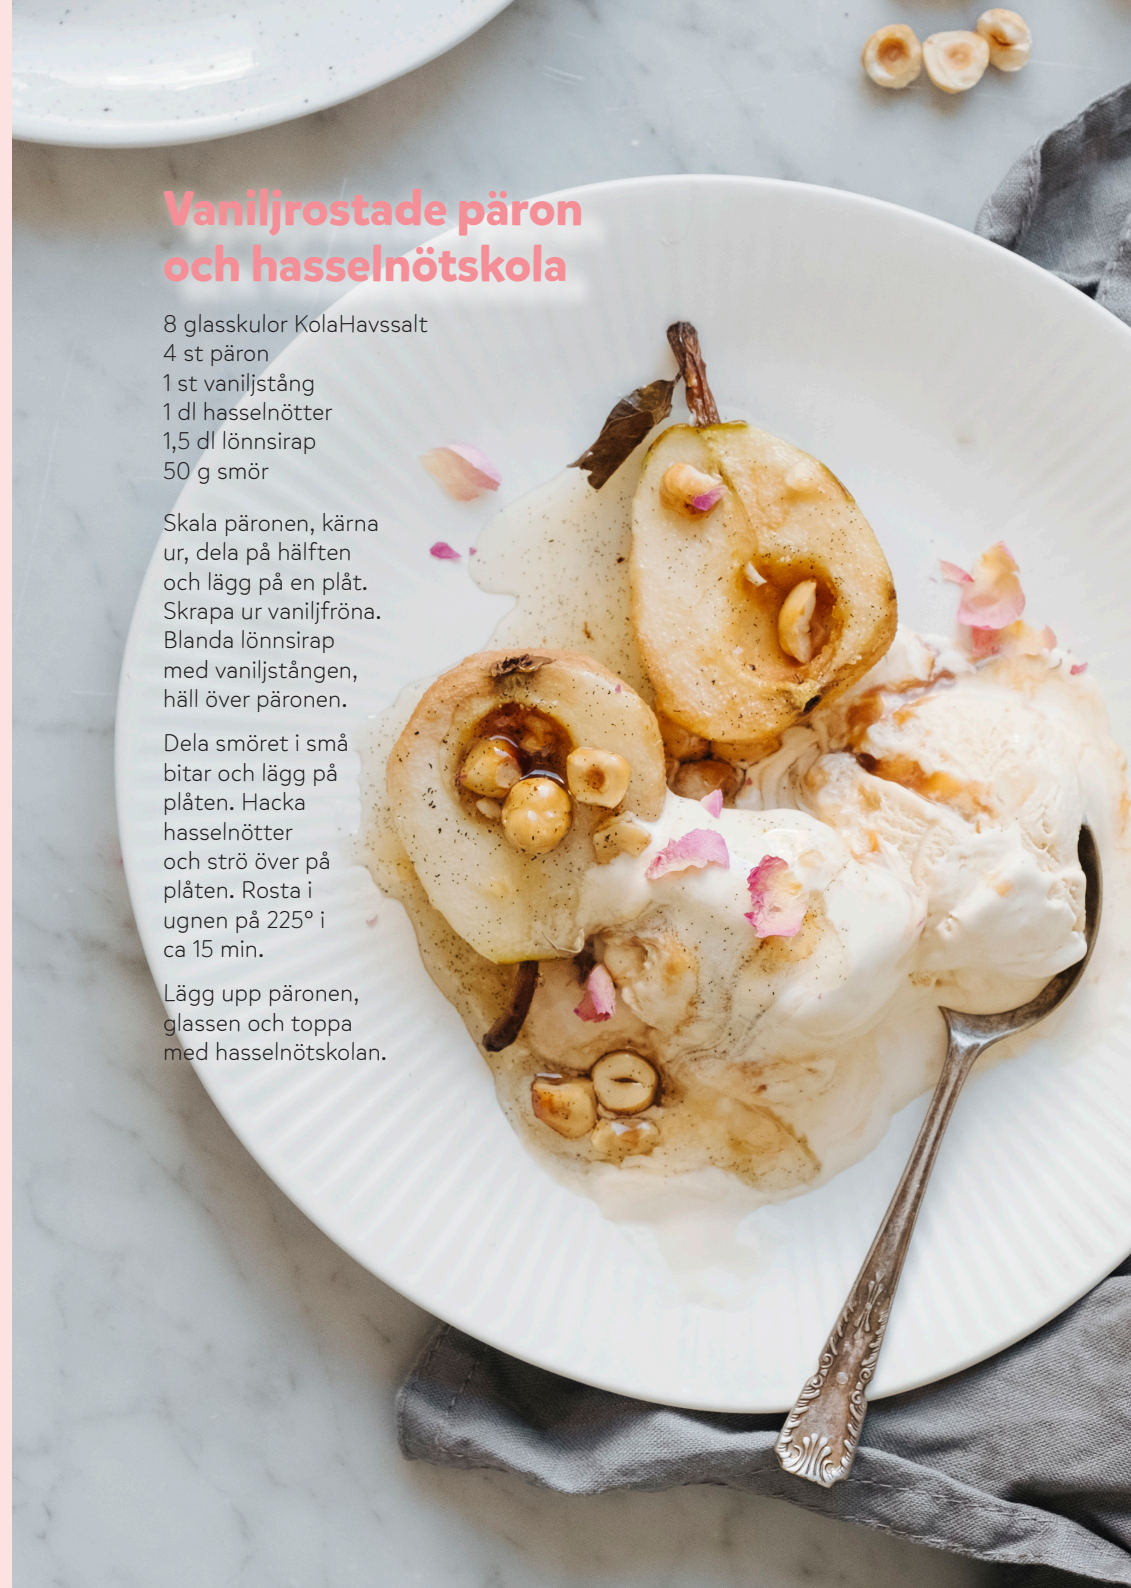 Vaniljrostade päron
och hasselnötskola
8 glasskulor KolaHavssalt
4 st päron
1 st vaniljstång
1 dl hasselnötter
1,5 dl lönnsirap
50 g smör
Skala päronen, kärna
ur, dela på hälften
och lägg på en plåt.
Skrapa ur vaniljfröna.
Blanda lönnsirap
med vaniljstången,
häll över päronen.
Dela smöret i små
bitar och lägg på
plåten. Hacka
hasselnötter
och strö över på
plåten. Rosta i
ugnen på 225° i
ca 15 min.
Lägg upp päronen,
glassen och toppa
med hasselnötskolan.